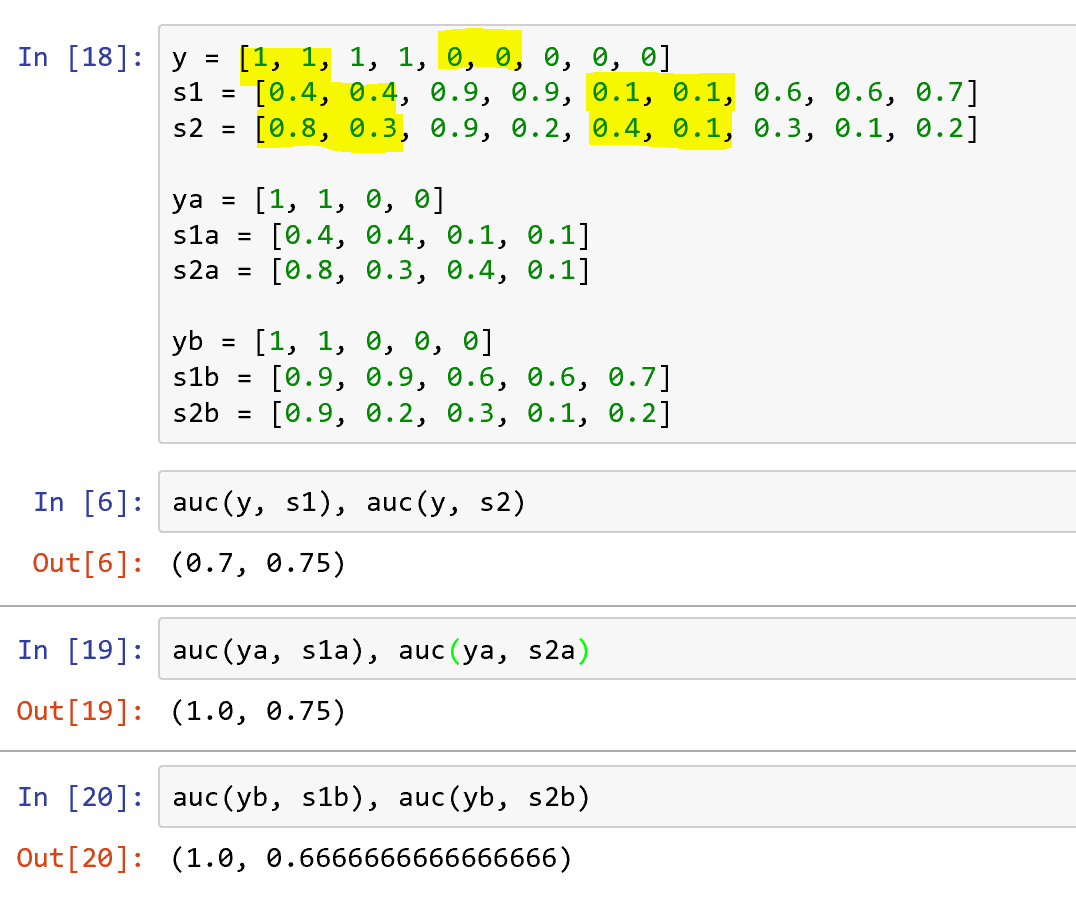 In [18]: y = [1, 1, 1, 1, 0, 0, 0, 0, 0]
s1 = [0.4, 0.4, 0.9, 0.9, 0.1, 0.1, 0.6, 0.6, 0.7]
s2 = [0.8, 0.3, 0.9, 0.2, 0.4, 0.1, 0.3, 0.1, 0.2]
ya = [1, 1, 0, 0]
s1a = [0.4, 0.4, 0.1, 0.1]
s2a = [0.8, 0.3, 0.4, 0.1]
yb = [1, 1, 0, 0, 0]
s1b = [0.9, 0.9, 0.6, 0.6, 0.7]
s2b = [0.9, 0.2, 0.3, 0.1, 0.2]
In [6]: auc(y, s1), auc(y, s2)
Out[6]: (0.7, 0.75)
In [19]: auc(ya, s1a), auc(ya, s2a)
Out[19]: (1.0, 0.75)
In [20]: auc(yb, s1b), auc(yb, s2b)
Out[20]: (1.0, 0.6666666666666666)